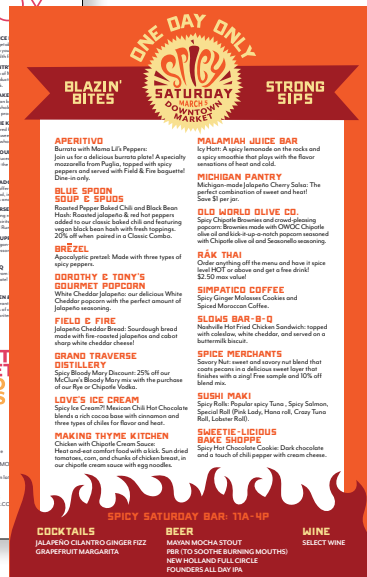 ONE DAY ONLY
SPICY
SATURDAY
MARCH 5
DOWNTOWN
MARKET
BLAZIN'
BITES
STRONG
SIPS
APERITIVO
Burrata with Mama Lil's Peppers:
Join us for a delicious burrata plate! A specialty
mozzarella from Puglia, topped with spicy
peppers and served with Field & Fire baguette!
Dine-in only.
BLUE SPOON
SOUP & SPUDS
Roasted Pepper Baked Chili and Black Bean
Hash: Roasted jalapeño & red hot peppers
added to our classic baked chili and featuring
vegan black bean hash with fresh toppings.
20% off when paired in a Classic Combo.
BRĒZEL
Apocalyptic pretzel: Made with three types of
spicy peppers.
DOROTHY & TONY'S
GOURMET POPCORN
White Cheddar Jalapeño: our delicious White
Cheddar popcorn with the perfect amount of
Jalapeño seasoning.
FIELD & FIRE
Jalapeño Cheddar Bread: Sourdough bread
made with fire-roasted jalapeños and cabot
sharp white cheddar cheese!
GRAND TRAVERSE
DISTILLERY
Spicy Bloody Mary Discount: 25% off our
McClure's Bloody Mary mix with the purchase
of our Rye or Chipotle Vodka.
LOVE'S ICE CREAM
Spicy Ice Cream?! Mexican Chili Hot Chocolate
blends a rich cocoa base with cinnamon and
three types of chiles for flavor and heat.
MAKING THYME KITCHEN
Chicken with Chipotle Cream Sauce:
Heat-and-eat comfort food with a kick. Sun dried
tomatoes, corn, and chunks of chicken breast, in
our chipotle cream sauce with egg noodles.
MALAMIAH JUICE BAR
Icy Hott: A spicy lemonade on the rocks and
a spicy smoothie that plays with the flavor
sensations of heat and cold.
MICHIGAN PANTRY
Michigan-made Jalapeño Cherry Salsa: The
perfect combination of sweet and heat!
Save $1 per jar.
OLD WORLD OLIVE CO.
Spicy Chipotle Brownies and crowd-pleasing
popcorn: Brownies made with OWOC Chipotle
olive oil and kick-it-up-a-notch popcorn seasoned
with Chipotle olive oil and Seasonello seasoning.
RĀK THAI
Order anything off the menu and have it spice
level HOT or above and get a free drink!
$2.50 max value!
SIMPATICO COFFEE
Spicy Ginger Molasses Cookies and
Spiced Moroccan Coffee.
SLOWS BAR-B-Q
Nashville Hot Fried Chicken Sandwich: topped
with coleslaw, white cheddar, and served on a
buttermilk biscuit.
SPICE MERCHANTS
Savory Nut: sweet and savory nut blend that
coats pecans in a delicious sweet layer that
finishes with a zing! Free sample and 10% off
blend mix.
SUSHI MAKI
Spicy Rolls: Popular spicy Tuna , Spicy Salmon,
Special Roll (Pink Lady, Hana roll, Crazy Tuna
Roll, Lobster Roll).
SWEETIE-LICIOUS
BAKE SHOPPE
Spicy Hot Chocolate Cookie: Dark chocolate
and a touch of chili pepper with cream cheese.
SPICY SATURDAY BAR: 11A-4P
COCKTAILS
JALAPEÑO CILANTRO GINGER FIZZ
GRAPEFRUIT MARGARITA
BEER
MAYAN MOCHA STOUT
PBR (TO SOOTHE BURNING MOUTHS)
NEW HOLLAND FULL CIRCLE
FOUNDERS ALL DAY IPA
WINE
SELECT WINE